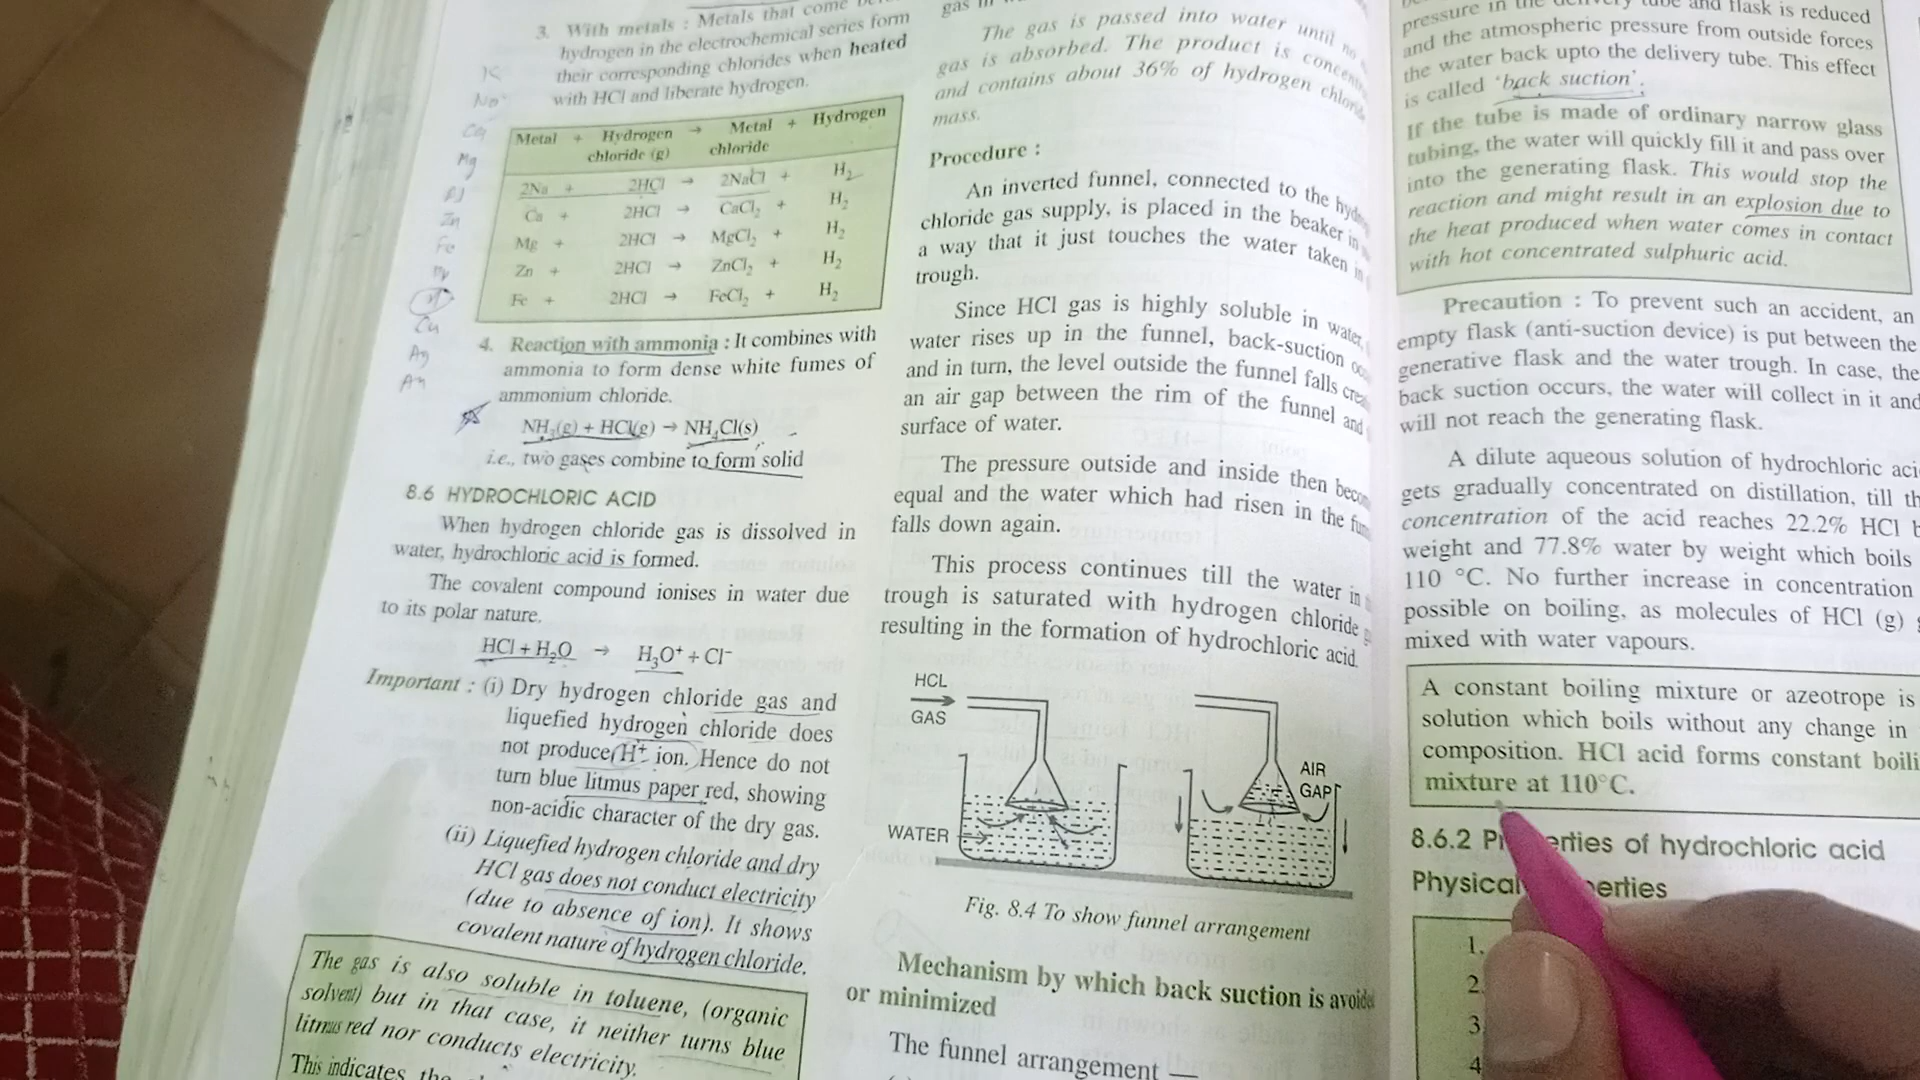 3. With metals : Metals that come
hydrogen in the electrochemical series form
their corresponding chlorides when heated
with HCl and liberate hydrogen.
Metal + Hydrogen chloride (g) → Metal chloride + Hydrogen
2Na + 2HCl → 2NaCl + H₂
Ca + 2HCl → CaCl₂ + H₂
Mg + 2HCl → MgCl₂ + H₂
Zn + 2HCl → ZnCl₂ + H₂
Fe + 2HCl → FeCl₂ + H₂
K
Na
Ca
Mg
Al
Zn
Fe
H
Cu
Ag
Au
4. Reaction with ammonia : It combines with
ammonia to form dense white fumes of
ammonium chloride.
NH₃(g) + HCl(g) → NH₄Cl(s)
i.e., two gases combine to form solid
8.6 HYDROCHLORIC ACID
When hydrogen chloride gas is dissolved in
water, hydrochloric acid is formed.
The covalent compound ionises in water due
to its polar nature.
HCl + H₂O → H₃O⁺ + Cl⁻
Important : (i) Dry hydrogen chloride gas and
liquefied hydrogen chloride does
not produce H⁺ ion. Hence do not
turn blue litmus paper red, showing
non-acidic character of the dry gas.
(ii) Liquefied hydrogen chloride and dry
HCl gas does not conduct electricity
(due to absence of ion). It shows
covalent nature of hydrogen chloride.
The gas is also soluble in toluene, (organic
solvent) but in that case, it neither turns blue
litmus red nor conducts electricity.
This indicates
gas
The gas is passed into water until no
gas is absorbed. The product is
and contains about 36% of hydrogen
mass.
Procedure :
An inverted funnel, connected to the
chloride gas supply, is placed in the beaker in
a way that it just touches the water taken in
trough.
Since HCl gas is highly soluble in water,
water rises up in the funnel, back-suction
and in turn, the level outside the funnel falls
an air gap between the rim of the funnel and
surface of water.
The pressure outside and inside then
equal and the water which had risen in the
falls down again.
This process continues till the water in
trough is saturated with hydrogen chloride
resulting in the formation of hydrochloric acid.
HCL
GAS
WATER
AIR
GAP
Fig. 8.4 To show funnel arrangement
Mechanism by which back suction is avoided
or minimized
The funnel arrangement —
pressure in the delivery tube and flask is reduced
and the atmospheric pressure from outside forces
the water back upto the delivery tube. This effect
is called 'back suction'.
If the tube is made of ordinary narrow glass
tubing, the water will quickly fill it and pass over
into the generating flask. This would stop the
reaction and might result in an explosion due to
the heat produced when water comes in contact
with hot concentrated sulphuric acid.
Precaution : To prevent such an accident, an
empty flask (anti-suction device) is put between the
generative flask and the water trough. In case, the
back suction occurs, the water will collect in it and
will not reach the generating flask.
A dilute aqueous solution of hydrochloric
gets gradually concentrated on distillation, till
concentration of the acid reaches 22.2% HCl
weight and 77.8% water by weight which boils
110 °C. No further increase in concentration
possible on boiling, as molecules of HCl (g)
mixed with water vapours.
A constant boiling mixture or azeotrope is
solution which boils without any change in
composition. HCl acid forms constant
mixture at 110°C.
8.6.2 of hydrochloric acid
Physical
1.
2.
3.
4